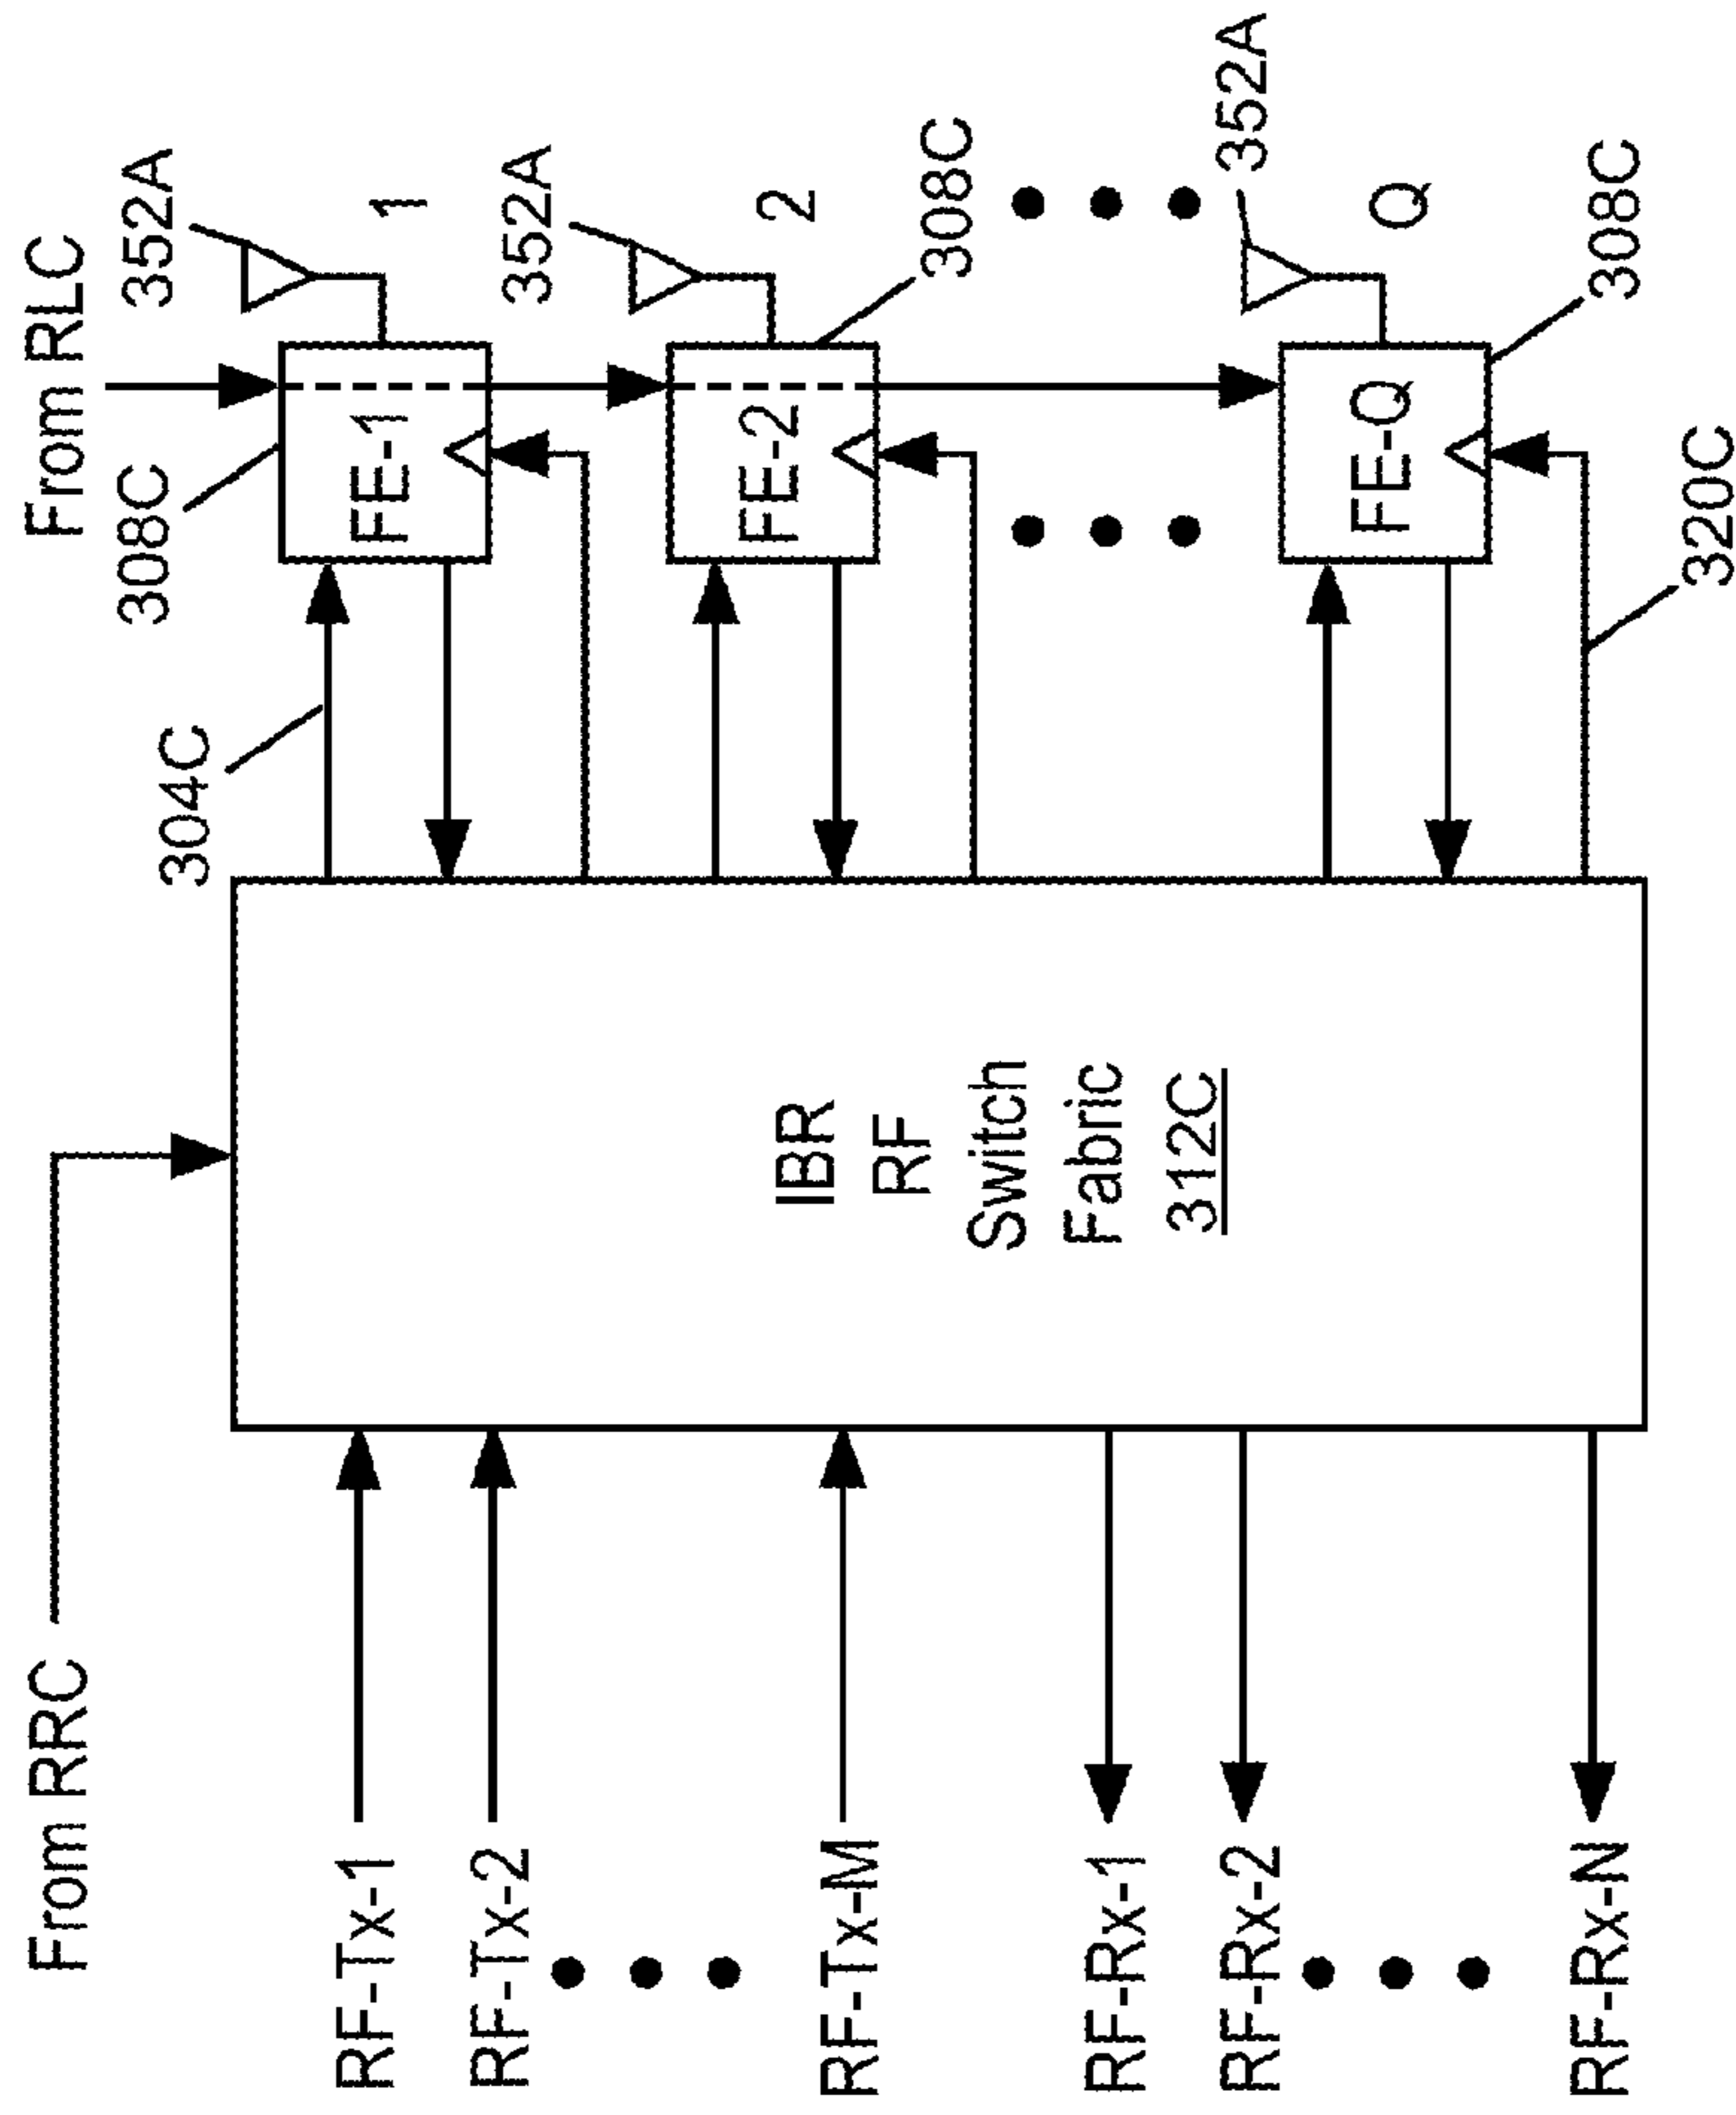 From RRC
From RLC
352A
308C
304C
RF-Tx-1
FE-1
1
RF-Tx-2
352A
FE-2
2
308C
RF-Tx-M
IBR
RF
Switch
Fabric
312C
RF-Rx-1
RF-Rx-2
352A
FE-Q
Q
308C
RF-Rx-N
320C